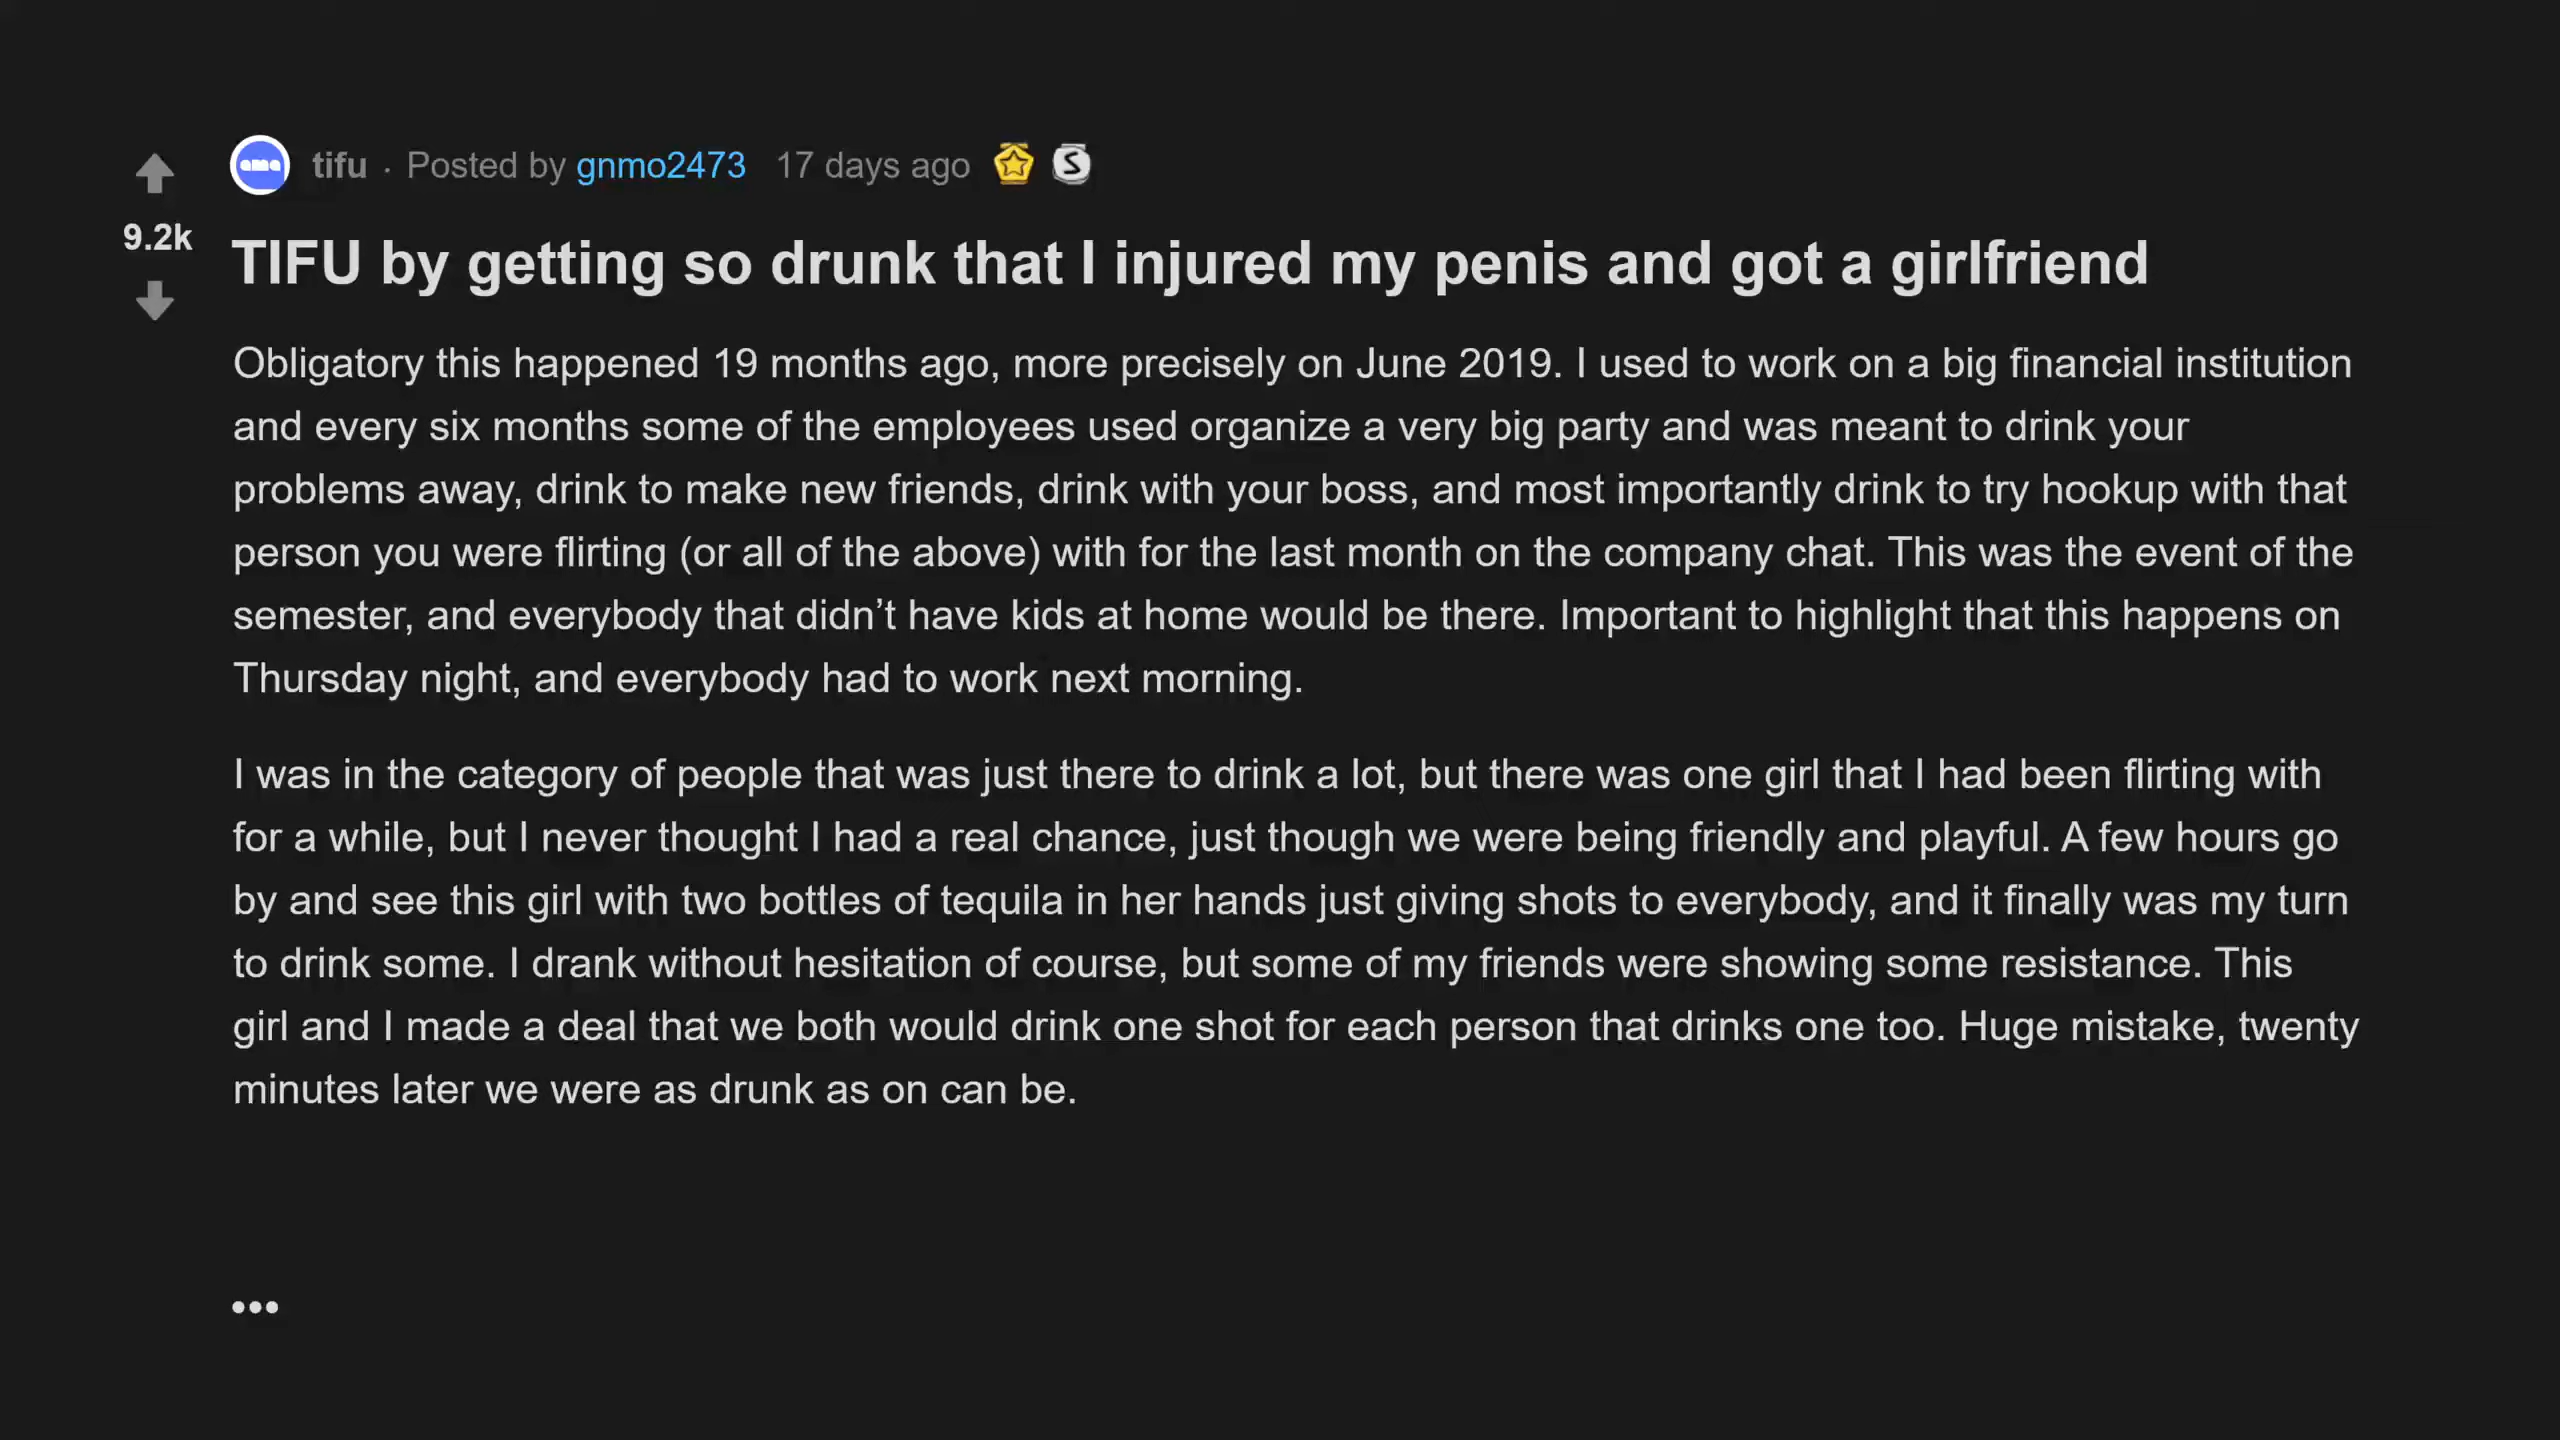 ama
tifu · Posted by gnmo2473 17 days ago S
9.2k
TIFU by getting so drunk that I injured my penis and got a girlfriend
Obligatory this happened 19 months ago, more precisely on June 2019. I used to work on a big financial institution
and every six months some of the employees used organize a very big party and was meant to drink your
problems away, drink to make new friends, drink with your boss, and most importantly drink to try hookup with that
person you were flirting (or all of the above) with for the last month on the company chat. This was the event of the
semester, and everybody that didn’t have kids at home would be there. Important to highlight that this happens on
Thursday night, and everybody had to work next morning.
I was in the category of people that was just there to drink a lot, but there was one girl that I had been flirting with
for a while, but I never thought I had a real chance, just though we were being friendly and playful. A few hours go
by and see this girl with two bottles of tequila in her hands just giving shots to everybody, and it finally was my turn
to drink some. I drank without hesitation of course, but some of my friends were showing some resistance. This
girl and I made a deal that we both would drink one shot for each person that drinks one too. Huge mistake, twenty
minutes later we were as drunk as on can be.
•••